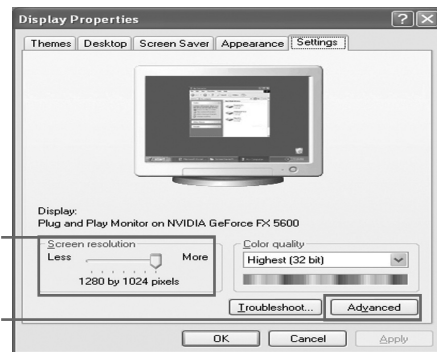 Display Properties
Themes Desktop Screen Saver Appearance Settings
Display:
Plug and Play Monitor on NVIDIA GeForce FX 5600
Screen resolution
Less More
1280 by 1024 pixels
Color quality
Highest (32 bit)
Troubleshoot... Advanced
OK Cancel Apply